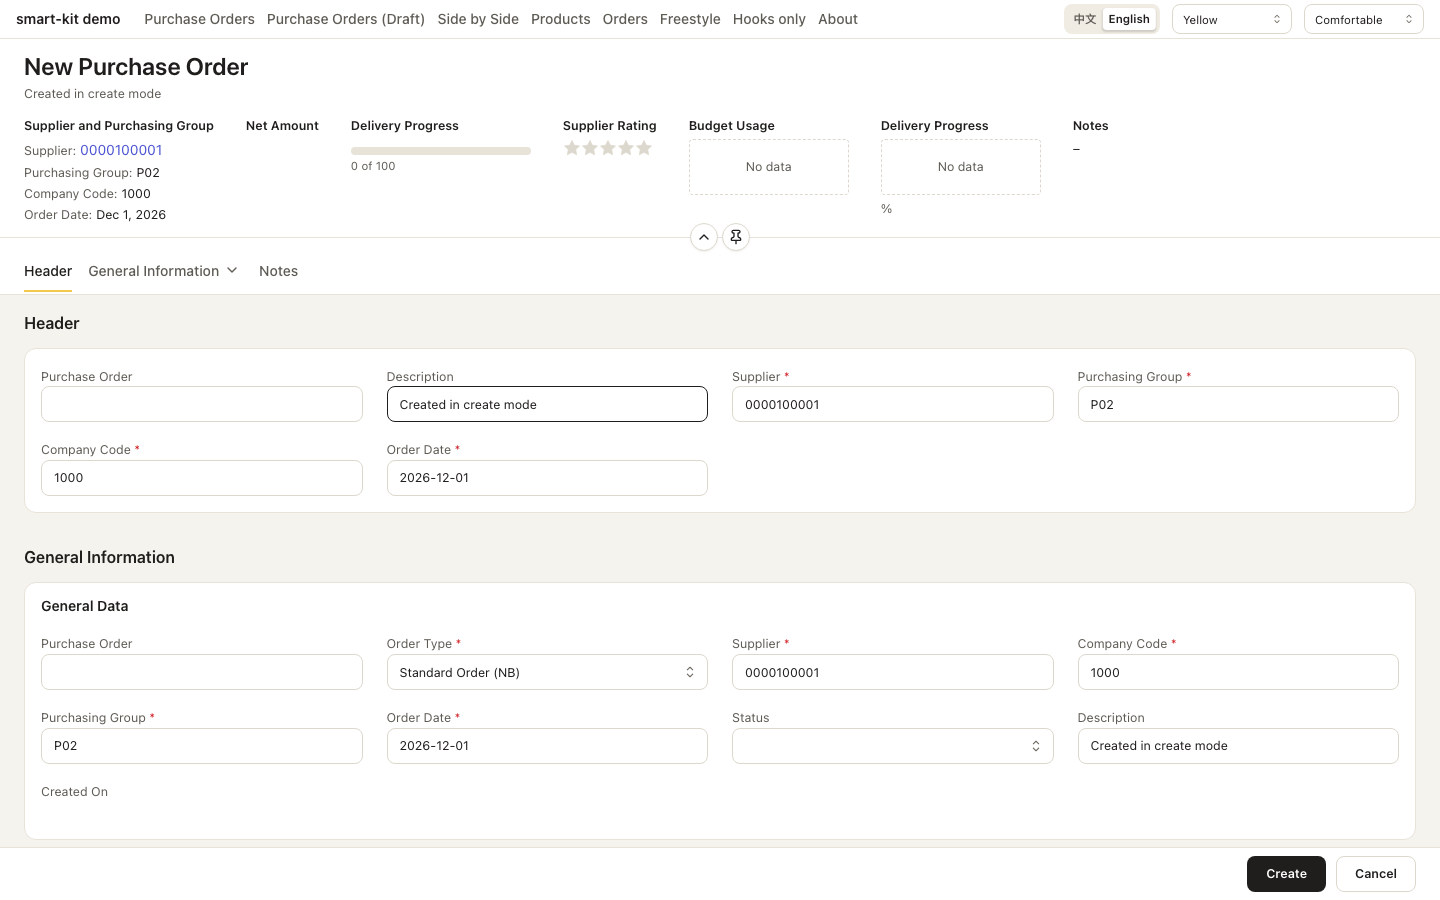 smart-kit demo
Purchase Orders
Purchase Orders (Draft)
Side by Side
Products
Orders
Freestyle
Hooks only
About
中文
English
Yellow
Comfortable
New Purchase Order
Created in create mode
Supplier and Purchasing Group
Supplier: 0000100001
Purchasing Group: P02
Company Code: 1000
Order Date: Dec 1, 2026
Net Amount
Delivery Progress
0 of 100
Supplier Rating
Budget Usage
No data
Delivery Progress
No data
%
Notes
–
Header
General Information
Notes
Header
Purchase Order
Description
Created in create mode
Supplier *
0000100001
Purchasing Group *
P02
Company Code *
1000
Order Date *
2026-12-01
General Information
General Data
Purchase Order
Order Type *
Standard Order (NB)
Supplier *
0000100001
Company Code *
1000
Purchasing Group *
P02
Order Date *
2026-12-01
Status
Description
Created in create mode
Created On
Create
Cancel